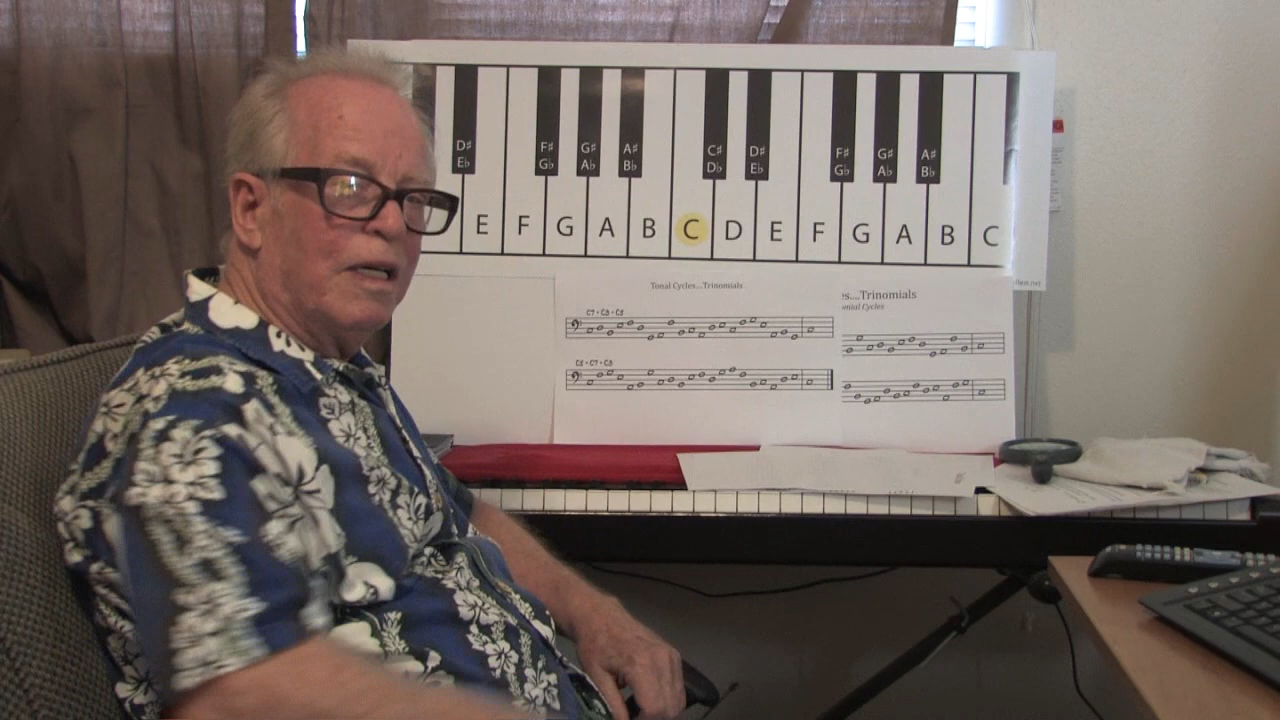 D♯ F♯ G♯ A♯ C♯ D♯ F♯ G♯ A♯
E♭ G♭ A♭ B♭ D♭ E♭ G♭ A♭ B♭
E F G A B C D E F G A B C
Tonal Cycles....Trinomials
es....Trinomials